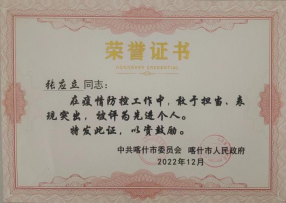 荣誉证书
张应立同志：
在疫情防控工作中，敢于担当、表
现突出，被评为先进个人。
特发此证，以资鼓励。
中共喀什市委员会 喀什市人民政府
2022年12月